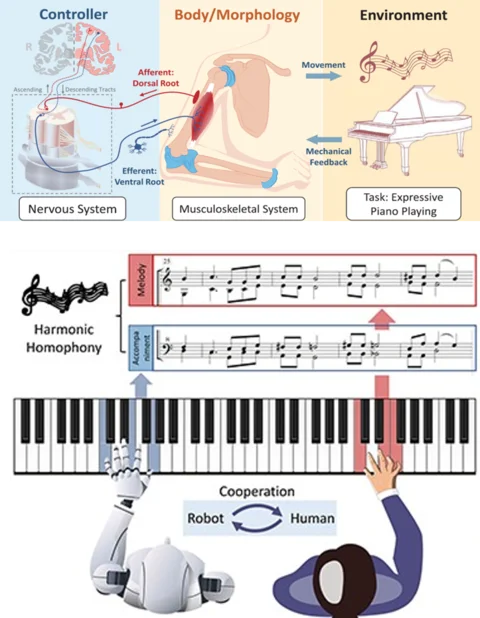 Controller
Body/Morphology
Environment
R
L
Ascending
Descending Tracts
Afferent:
Dorsal Root
Efferent:
Ventral Root
Movement
Mechanical
Feedback
Nervous System
Musculoskeletal System
Task: Expressive
Piano Playing
Harmonic
Homophony
Melody
25
Accompa
niment
Cooperation
Robot
Human